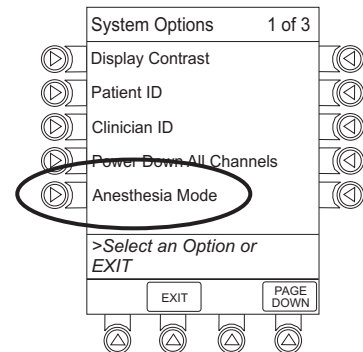 System Options 1 of 3
Display Contrast
Patient ID
Clinician ID
Power Down All Channels
Anesthesia Mode
>Select an Option or
EXIT
EXIT
PAGE
DOWN